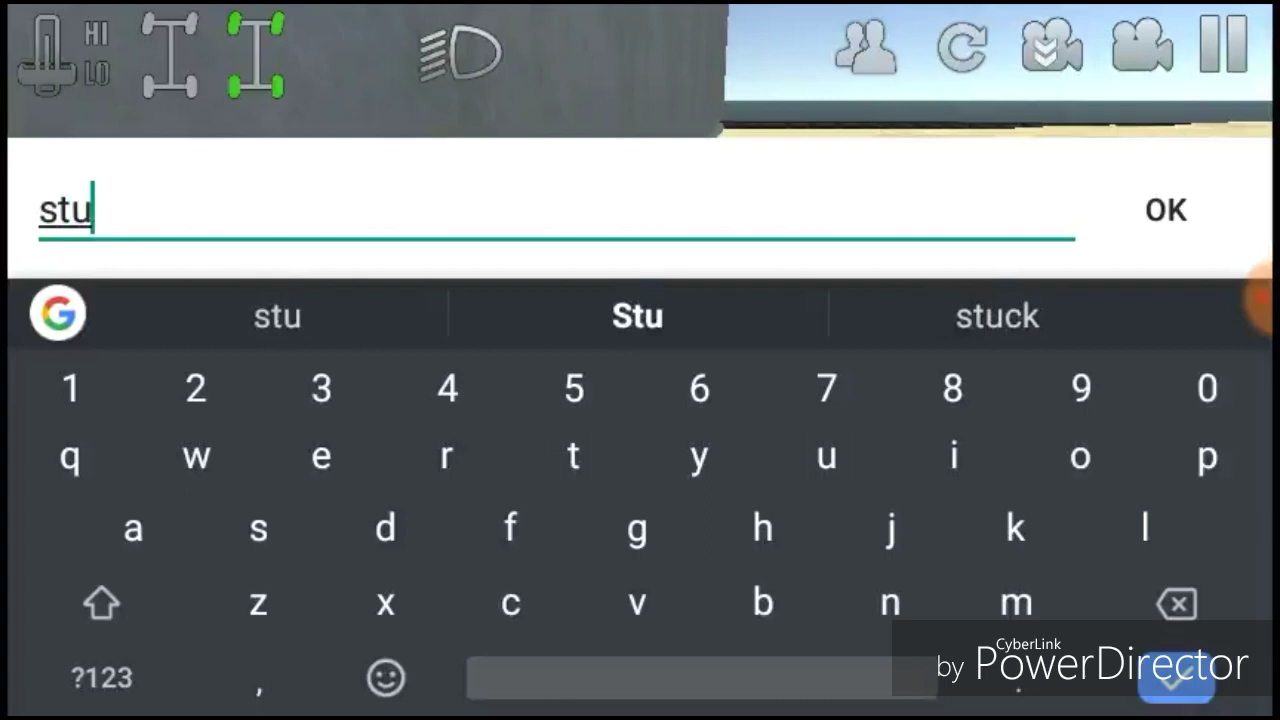 HI
LO
stu
OK
stu Stu stuck
1 2 3 4 5 6 7 8 9 0
q w e r t y u i o p
a s d f g h j k l
z x c v b n m
?123 , .
CyberLink
by PowerDirector